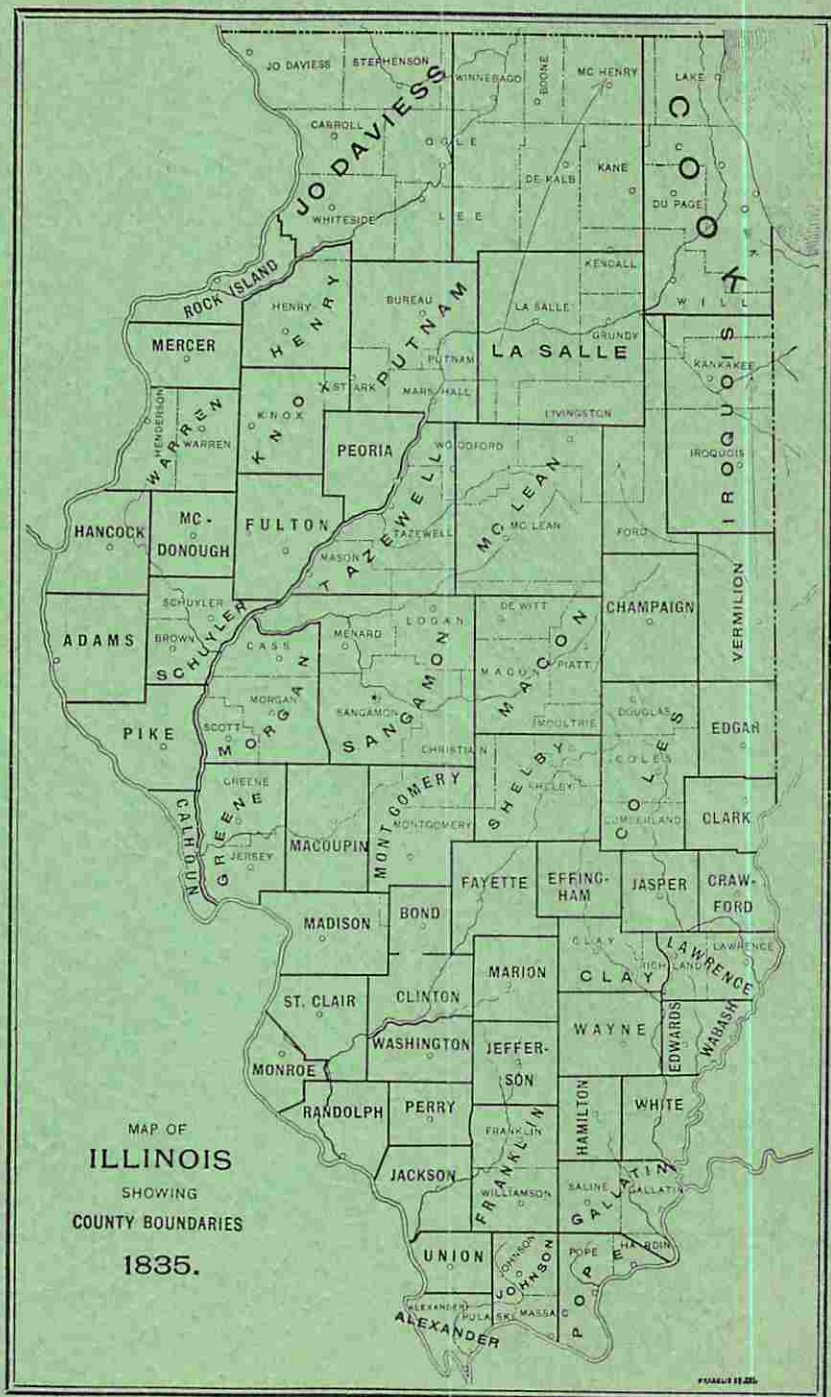 JO DAVIESS
STEPHENSON
WINNEBAGO
BOONE
MC HENRY
LAKE
CARROLL
JO DAVIESS
OGLE
DE KALB
KANE
COOK
COOK
DU PAGE
WHITESIDE
LEE
KENDALL
WILL
ROCK ISLAND
HENRY
HENRY
BUREAU
PUTNAM
PUTNAM
LA SALLE
LA SALLE
GRUNDY
MERCER
STARK
MARSHALL
LIVINGSTON
KANKAKEE
IROQUOIS
IROQUOIS
HENDERSON
WARREN
WARREN
KNOX
KNOX
PEORIA
WOODFORD
TAZEWELL
TAZEWELL
MC LEAN
MC LEAN
FORD
HANCOCK
MC-
DONOUGH
FULTON
MASON
VERMILION
ADAMS
SCHUYLER
SCHUYLER
BROWN
CASS
MENARD
LOGAN
DE WITT
CHAMPAIGN
MACON
MACON
PIATT
PIKE
SCOTT
MORGAN
MORGAN
SANGAMON
SANGAMON
CHRISTIAN
MOULTRIE
DOUGLAS
COLES
COLES
EDGAR
CALHOUN
GREENE
GREENE
JERSEY
MACOUPIN
MONTGOMERY
MONTGOMERY
SHELBY
SHELBY
CUMBERLAND
CLARK
MADISON
BOND
FAYETTE
EFFING-
HAM
JASPER
CRAW-
FORD
ST. CLAIR
CLINTON
MARION
CLAY
CLAY
RICHLAND
LAWRENCE
LAWRENCE
MONROE
WASHINGTON
JEFFER-
SON
WAYNE
EDWARDS
WABASH
RANDOLPH
PERRY
FRANKLIN
FRANKLIN
HAMILTON
WHITE
JACKSON
WILLIAMSON
SALINE
GALLATIN
GALLATIN
UNION
JOHNSON
JOHNSON
POPE
POPE
HARDIN
ALEXANDER
ALEXANDER
PULASKI
MASSAC
MAP OF
ILLINOIS
SHOWING
COUNTY BOUNDARIES
1835.